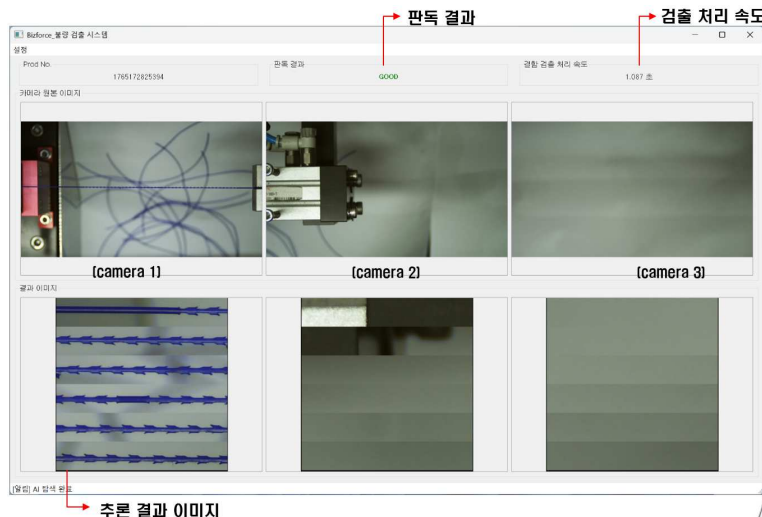 판독 결과
검출 처리 속도
Bizforce_불량 검출 시스템
설정
Prod No.
판독 결과
결함 검출 처리 속도
1765172825394
GOOD
1.087 초
카메라 원본 이미지
(camera 1)
(camera 2)
(camera 3)
결과 이미지
[알림] AI 탐색 완료
추론 결과 이미지